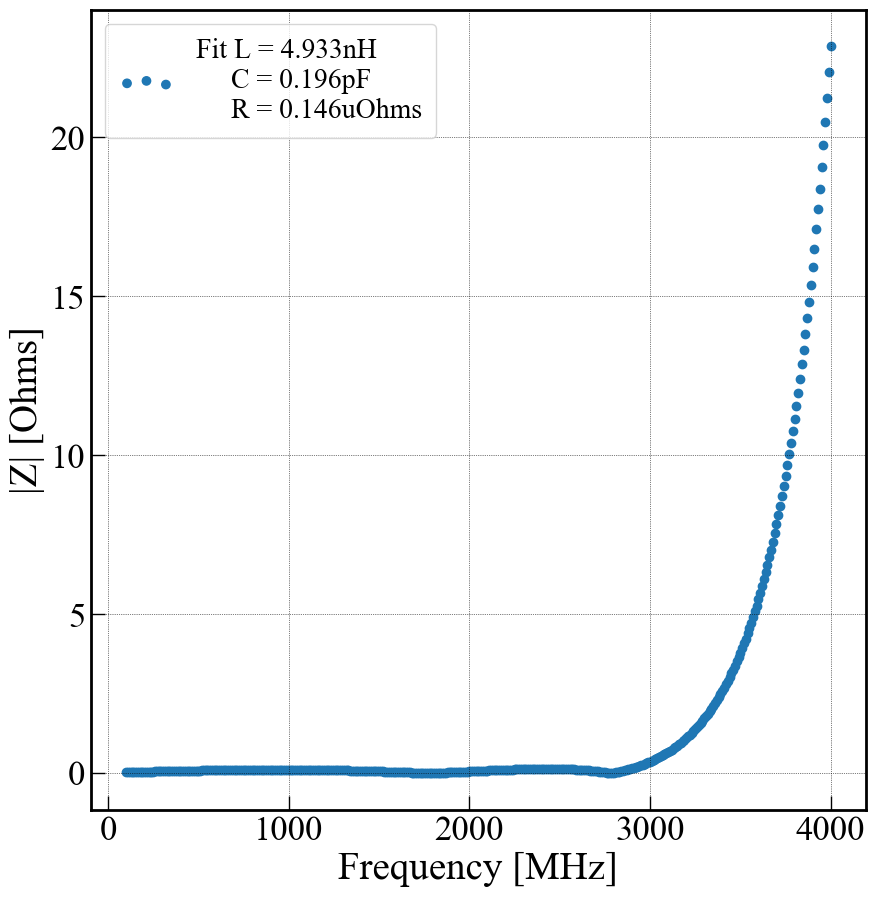 Fit L = 4.933nH
C = 0.196pF
R = 0.146uOhms
20
15
10
5
0
|Z| [Ohms]
0 1000 2000 3000 4000
Frequency [MHz]